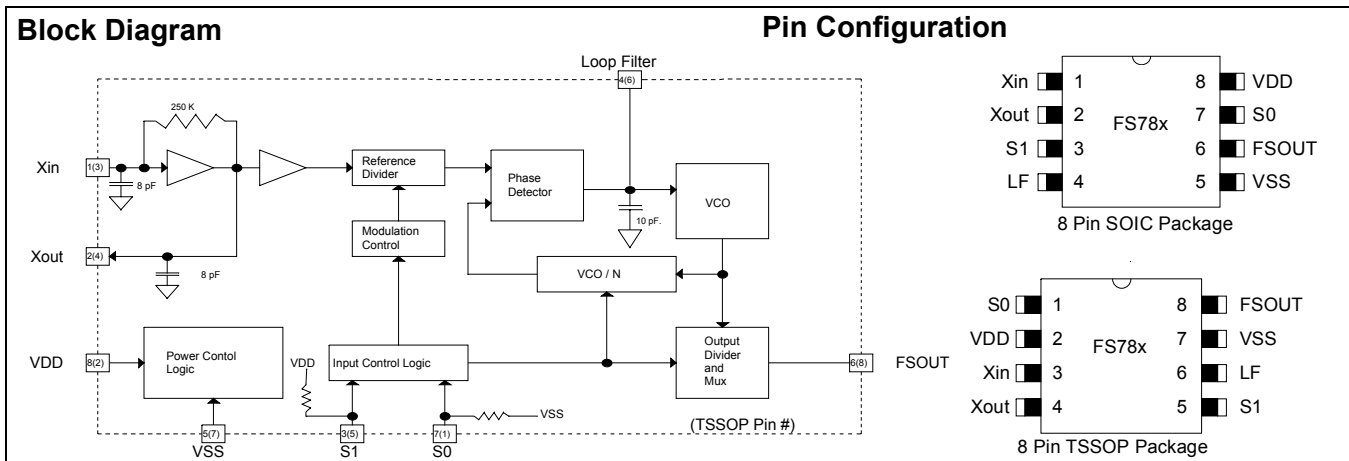 Block Diagram
Pin Configuration
Loop Filter
4(6)
250 K
Xin
1(3)
8 pF
Reference
Divider
Phase
Detector
VCO
10 pF.
Modulation
Control
Xout
2(4)
8 pF
VCO / N
VDD
8(2)
Power Contol
Logic
VDD
Input Control Logic
Output
Divider
and
Mux
6(8)
FSOUT
VSS
5(7)
3(5)
7(1)
(TSSOP Pin #)
VSS
S1
S0
Xin
1
8
VDD
Xout
2
FS78x
7
S0
S1
3
6
FSOUT
LF
4
5
VSS
8 Pin SOIC Package
S0
1
8
FSOUT
VDD
2
FS78x
7
VSS
Xin
3
6
LF
Xout
4
5
S1
8 Pin TSSOP Package